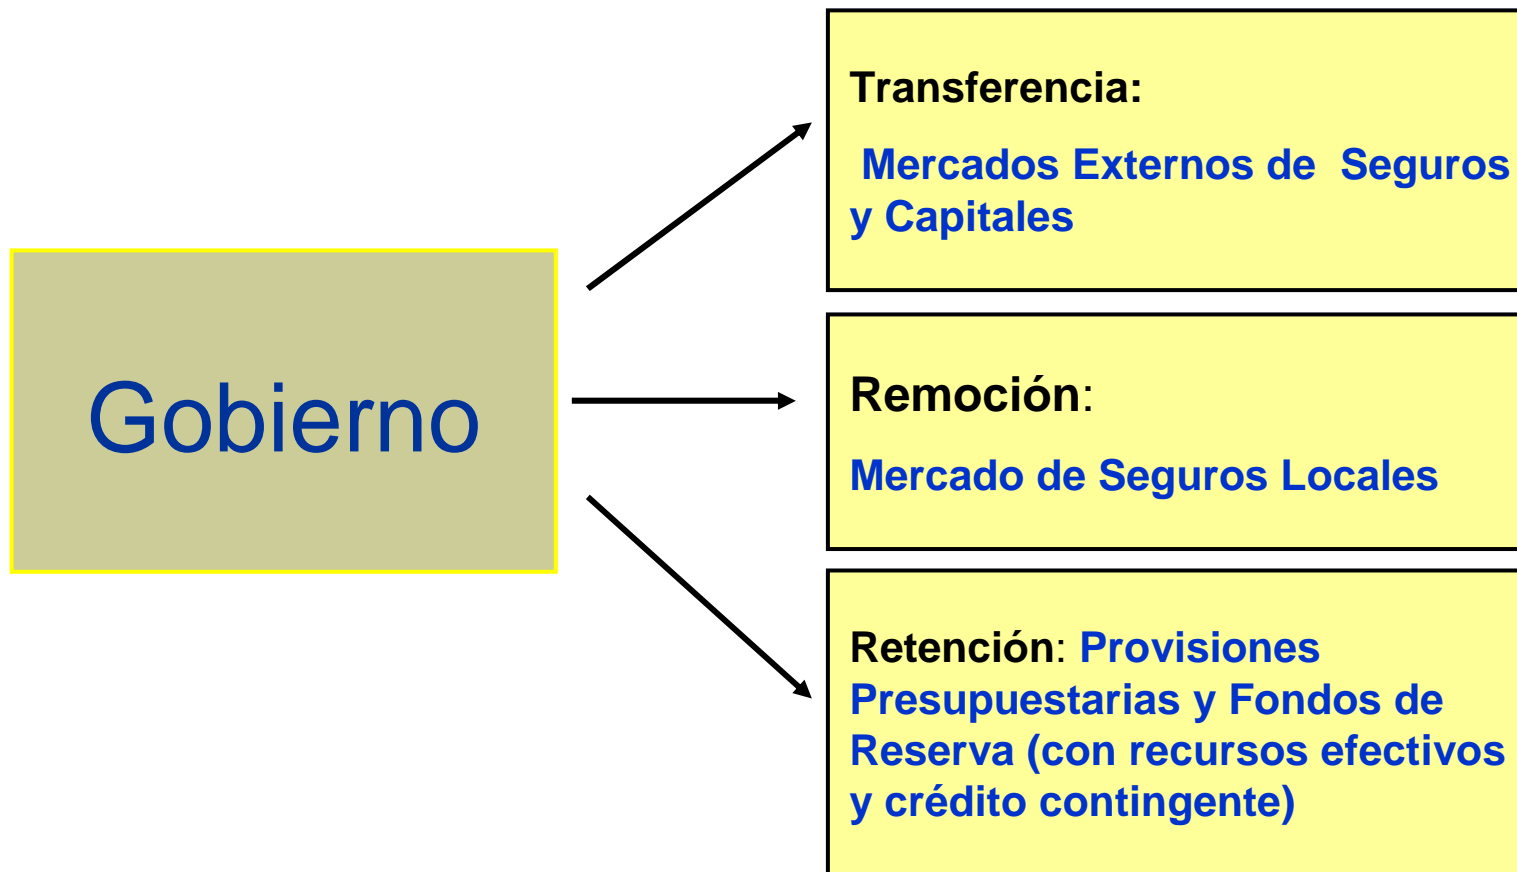 Gobierno
Transferencia:
Mercados Externos de Seguros
y Capitales
Remoción:
Mercado de Seguros Locales
Retención: Provisiones
Presupuestarias y Fondos de
Reserva (con recursos efectivos
y crédito contingente)